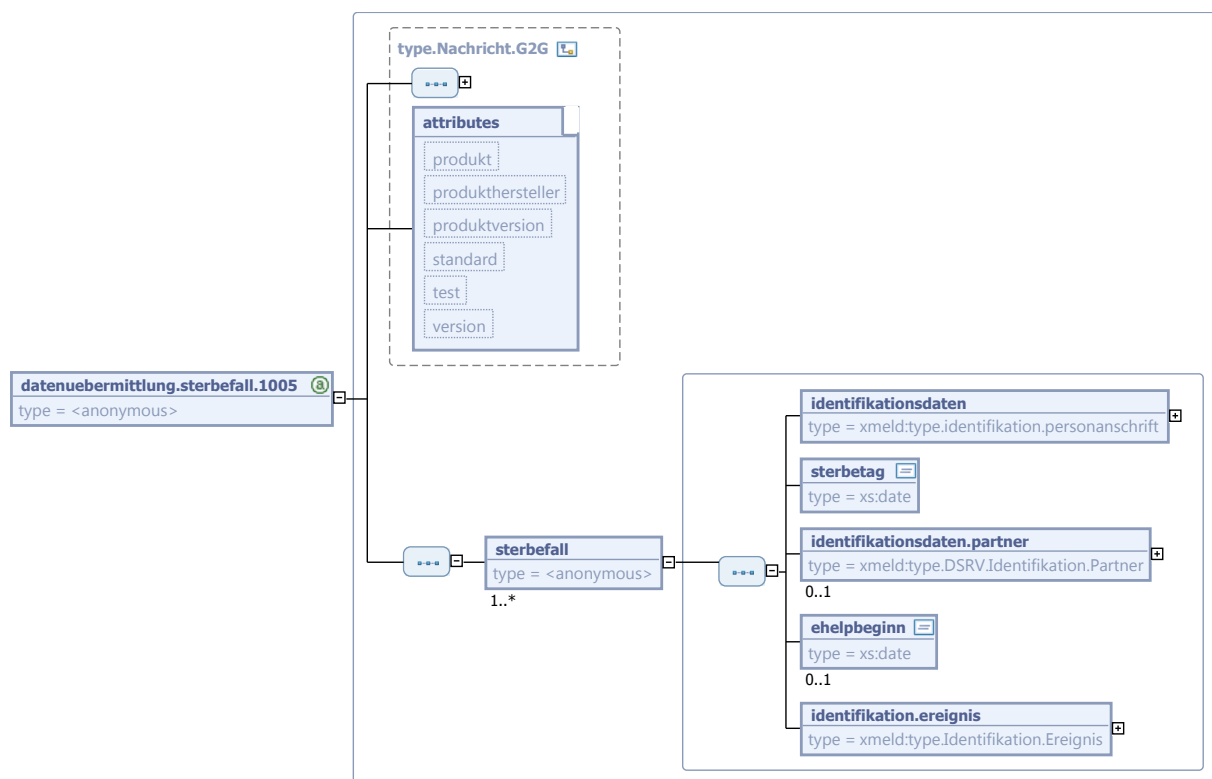 type.Nachricht.G2G
attributes
produkt
produkthersteller
produktversion
standard
test
version
datenuebermittlung.sterbefall.1005 a
type = <anonymous>
sterbefall
type = <anonymous>
1..*
identifikationsdaten
type = xmeld:type.identifikation.personanschrift
sterbetag
type = xs:date
identifikationsdaten.partner
type = xmeld:type.DSRV.Identifikation.Partner
0..1
ehelpbeginn
type = xs:date
0..1
identifikation.ereignis
type = xmeld:type.Identifikation.Ereignis